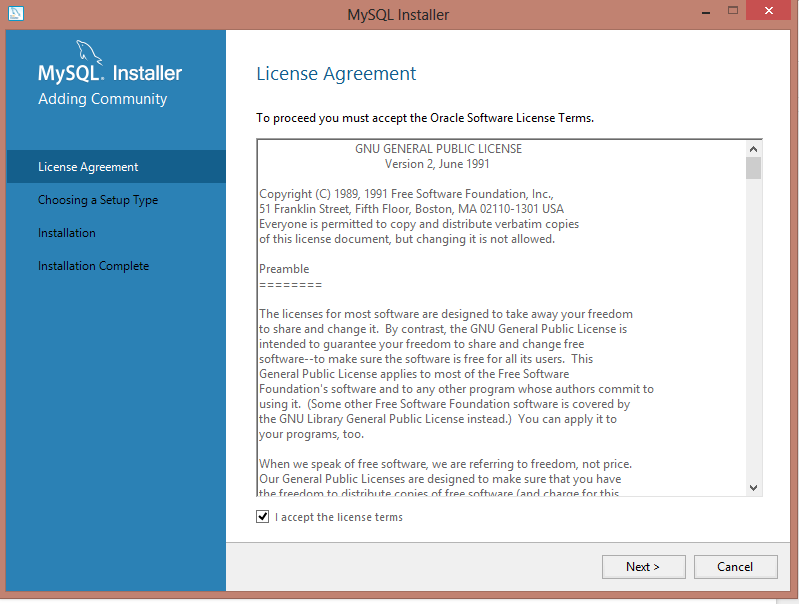 MySQL Installer
MySQL. Installer
Adding Community
License Agreement
Choosing a Setup Type
Installation
Installation Complete
License Agreement
To proceed you must accept the Oracle Software License Terms.
GNU GENERAL PUBLIC LICENSE
Version 2, June 1991
Copyright (C) 1989, 1991 Free Software Foundation, Inc.,
51 Franklin Street, Fifth Floor, Boston, MA 02110-1301 USA
Everyone is permitted to copy and distribute verbatim copies
of this license document, but changing it is not allowed.
Preamble
========
The licenses for most software are designed to take away your freedom
to share and change it.  By contrast, the GNU General Public License is
intended to guarantee your freedom to share and change free
software--to make sure the software is free for all its users.  This
General Public License applies to most of the Free Software
Foundation's software and to any other program whose authors commit to
using it.  (Some other Free Software Foundation software is covered by
the GNU Library General Public License instead.)  You can apply it to
your programs, too.
When we speak of free software, we are referring to freedom, not price.
Our General Public Licenses are designed to make sure that you have
the freedom to distribute copies of free software (and charge for this
I accept the license terms
Next >
Cancel